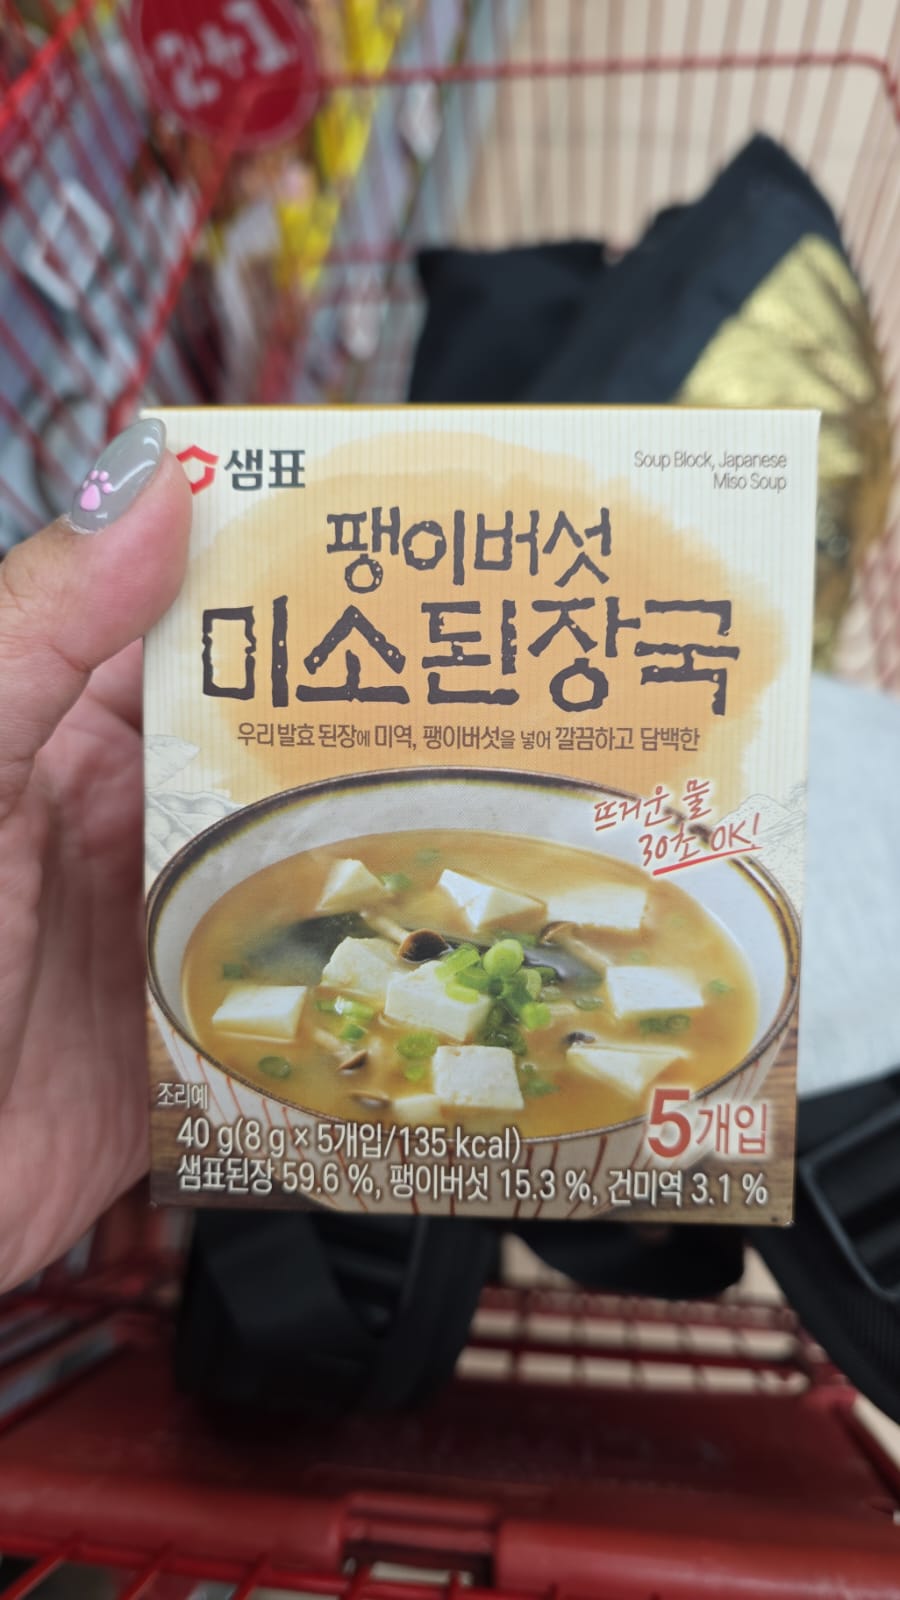 2+1
샘표
Soup Block, Japanese
Miso Soup
팽이버섯
미소된장국
우리 발효 된장에 미역, 팽이버섯을 넣어 깔끔하고 담백한
뜨거운 물
30초 OK!
조리예
40 g(8 g × 5개입/135 kcal)
5개입
샘표된장 59.6 %, 팽이버섯 15.3 %, 건미역 3.1 %